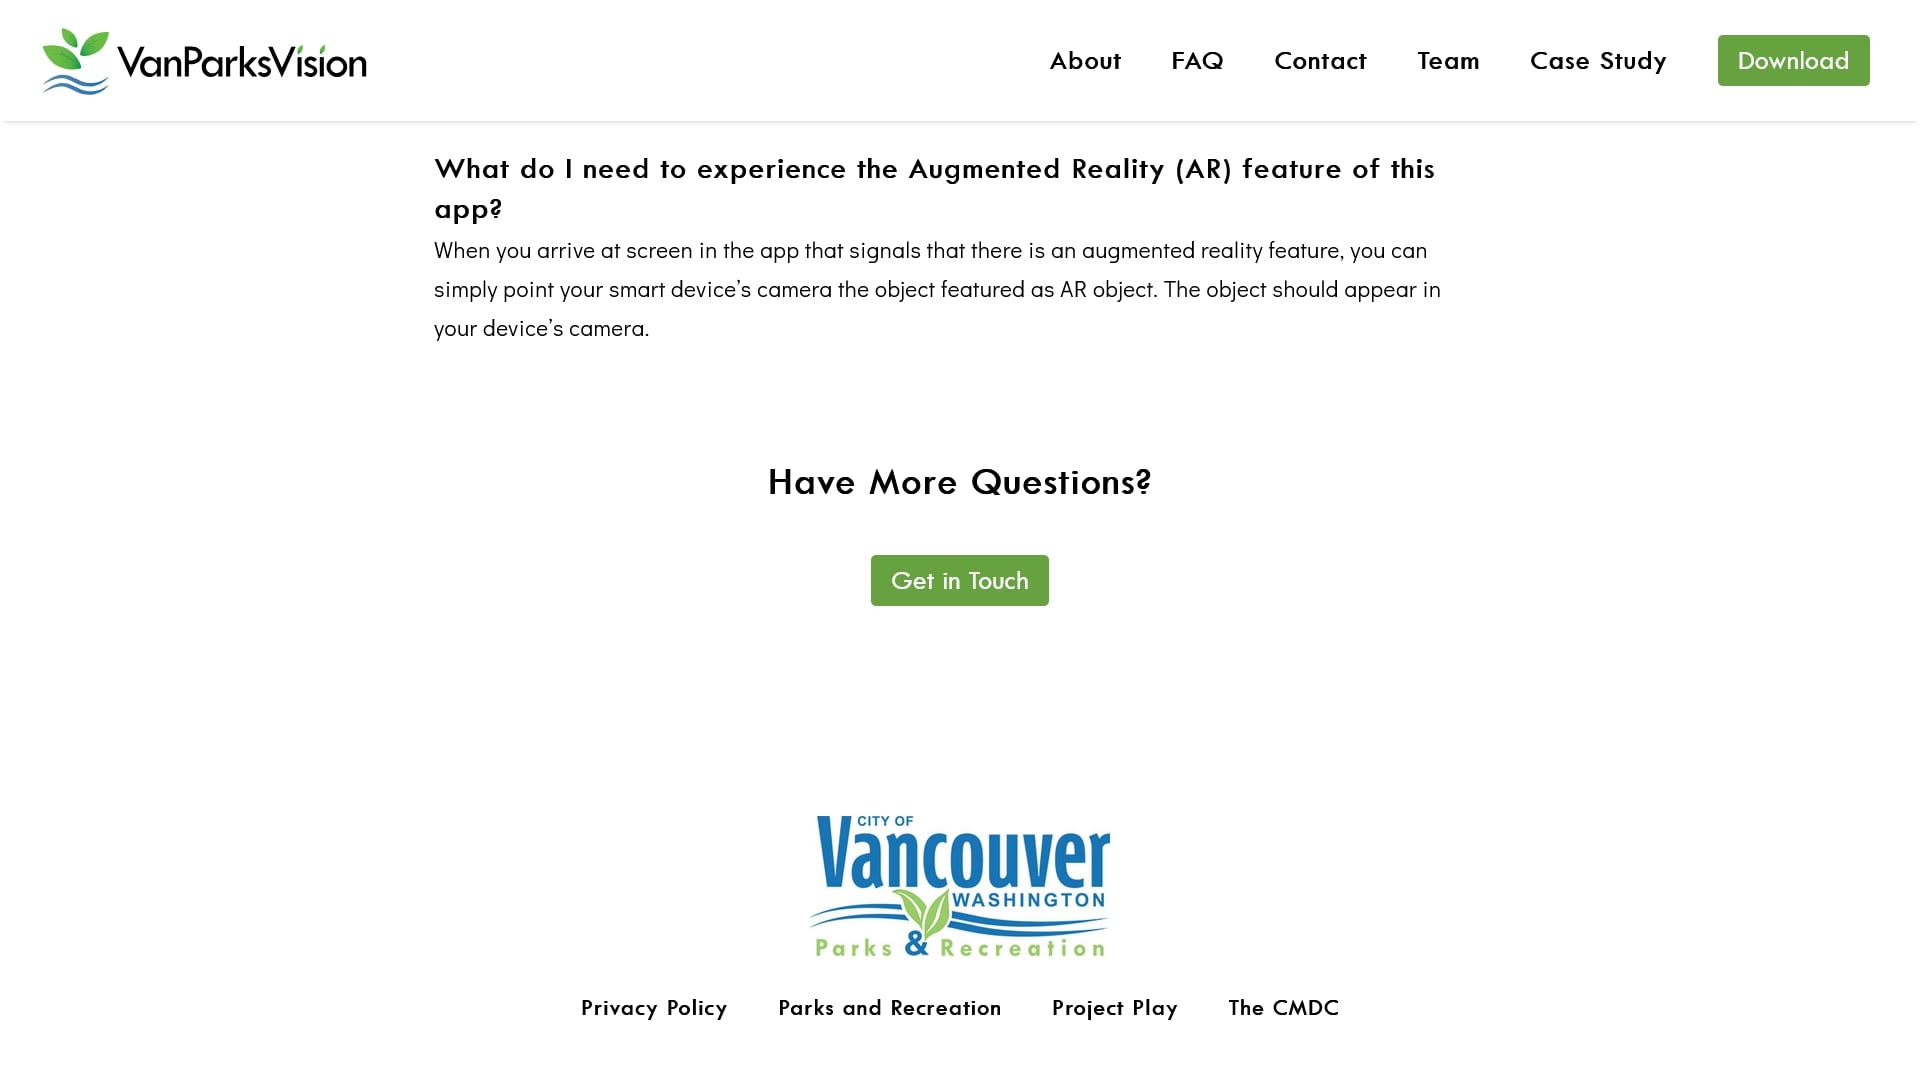 VanParksVision
About FAQ Contact Team Case Study Download
What do I need to experience the Augmented Reality (AR) feature of this
app?
When you arrive at screen in the app that signals that there is an augmented reality feature, you can
simply point your smart device’s camera the object featured as AR object. The object should appear in
your device’s camera.
Have More Questions?
Get in Touch
CITY OF
Vancouver
WASHINGTON
Parks & Recreation
Privacy Policy Parks and Recreation Project Play The CMDC